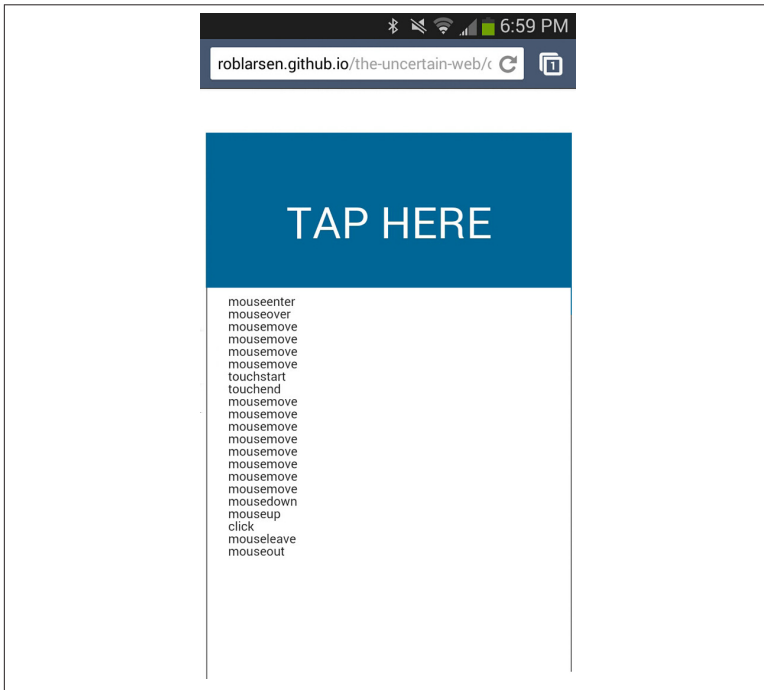 6:59 PM
roblarsen.github.io/the-uncertain-web/c
1
TAP HERE
mouseenter
mouseover
mousemove
mousemove
mousemove
mousemove
touchstart
touchend
mousemove
mousemove
mousemove
mousemove
mousemove
mousemove
mousemove
mousemove
mousedown
mouseup
click
mouseleave
mouseout